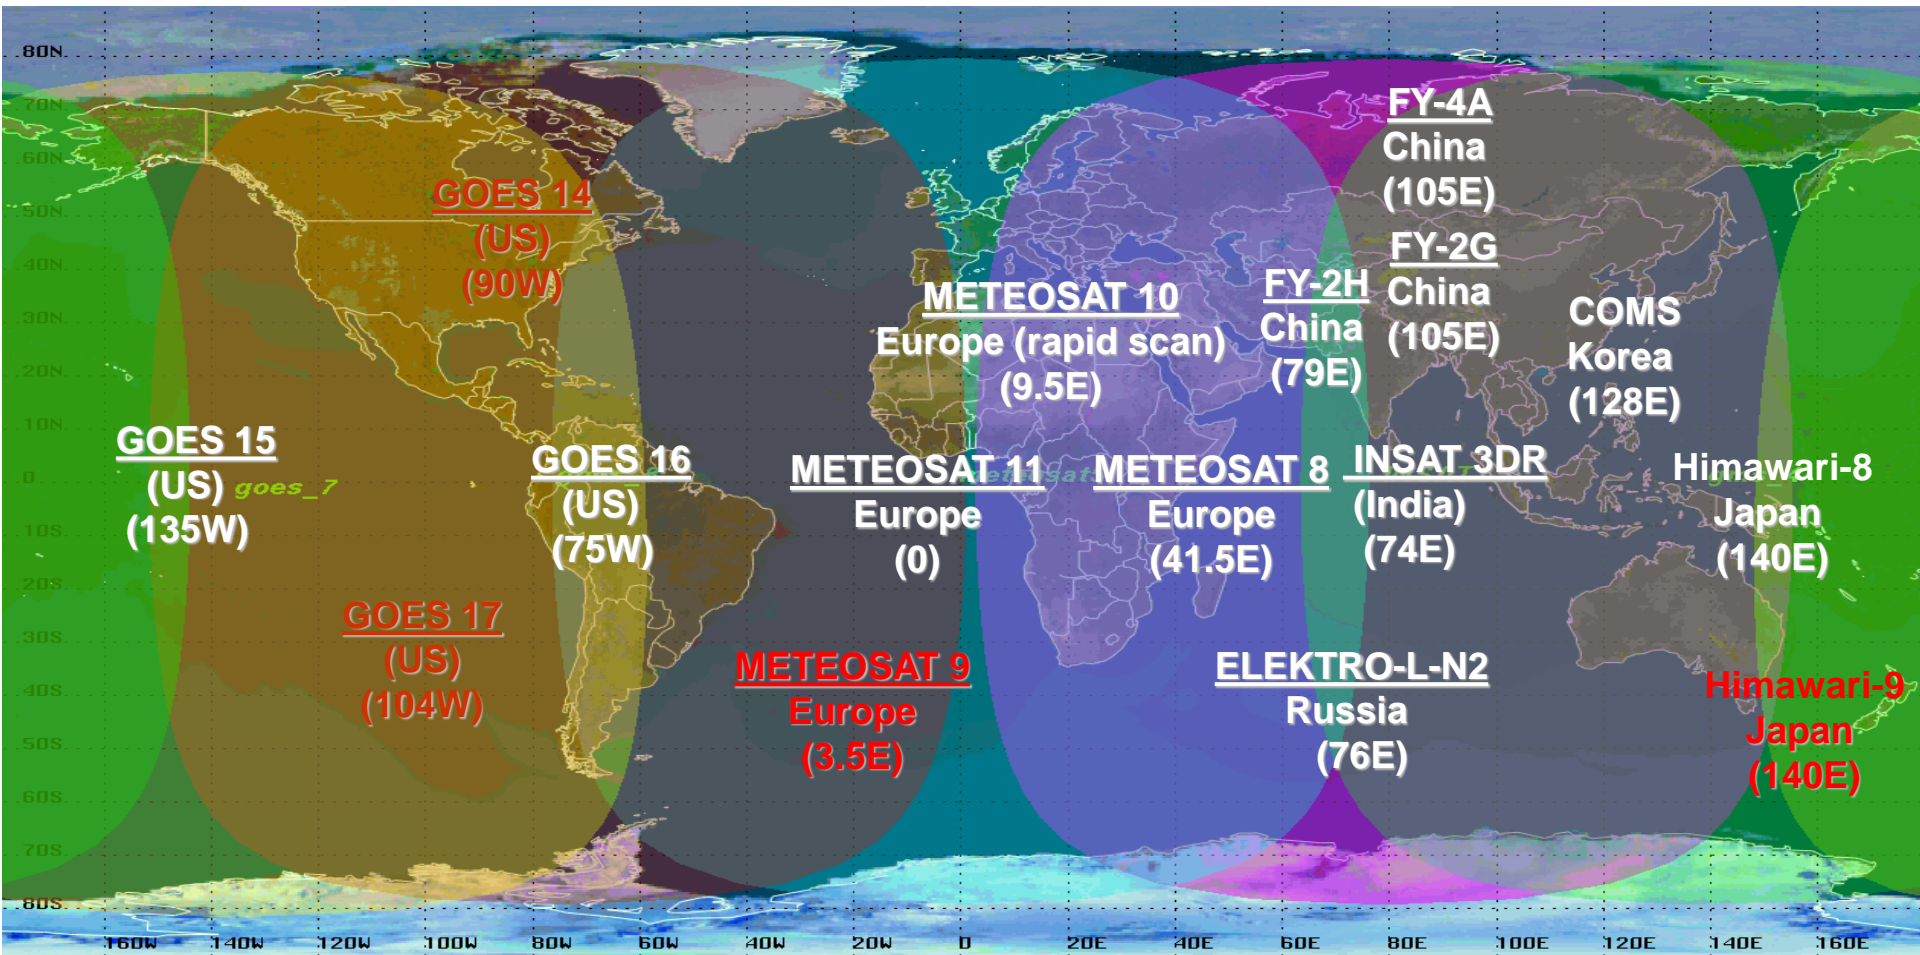 80N
70N
60N
50N
40N
30N
20N
10N
0
10S
20S
30S
40S
50S
60S
70S
80S
FY-4A
China
(105E)
GOES 14
(US)
(90W)
FY-2G
China
(105E)
FY-2H
China
(79E)
METEOSAT 10
Europe (rapid scan)
(9.5E)
COMS
Korea
(128E)
GOES 15
(US)
(135W)
goes_7
GOES 16
(US)
(75W)
METEOSAT 11
Europe
(0)
METEOSAT 8
Europe
(41.5E)
INSAT 3DR
(India)
(74E)
Himawari-8
Japan
(140E)
GOES 17
(US)
(104W)
METEOSAT 9
Europe
(3.5E)
ELEKTRO-L-N2
Russia
(76E)
Himawari-9
Japan
(140E)
160W 140W 120W 100W 80W 60W 40W 20W 0 20E 40E 60E 80E 100E 120E 140E 160E